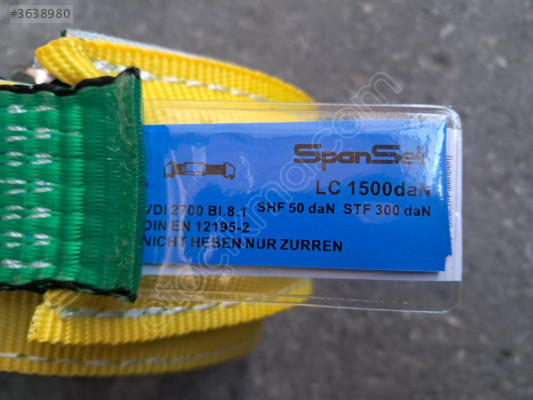 #3638980
SpanSet
LC 1500daN
VDI 2700 Bl.8.1 SHF 50 daN STF 300 daN
DIN EN 12195-2
NICHT HEBEN NUR ZURREN